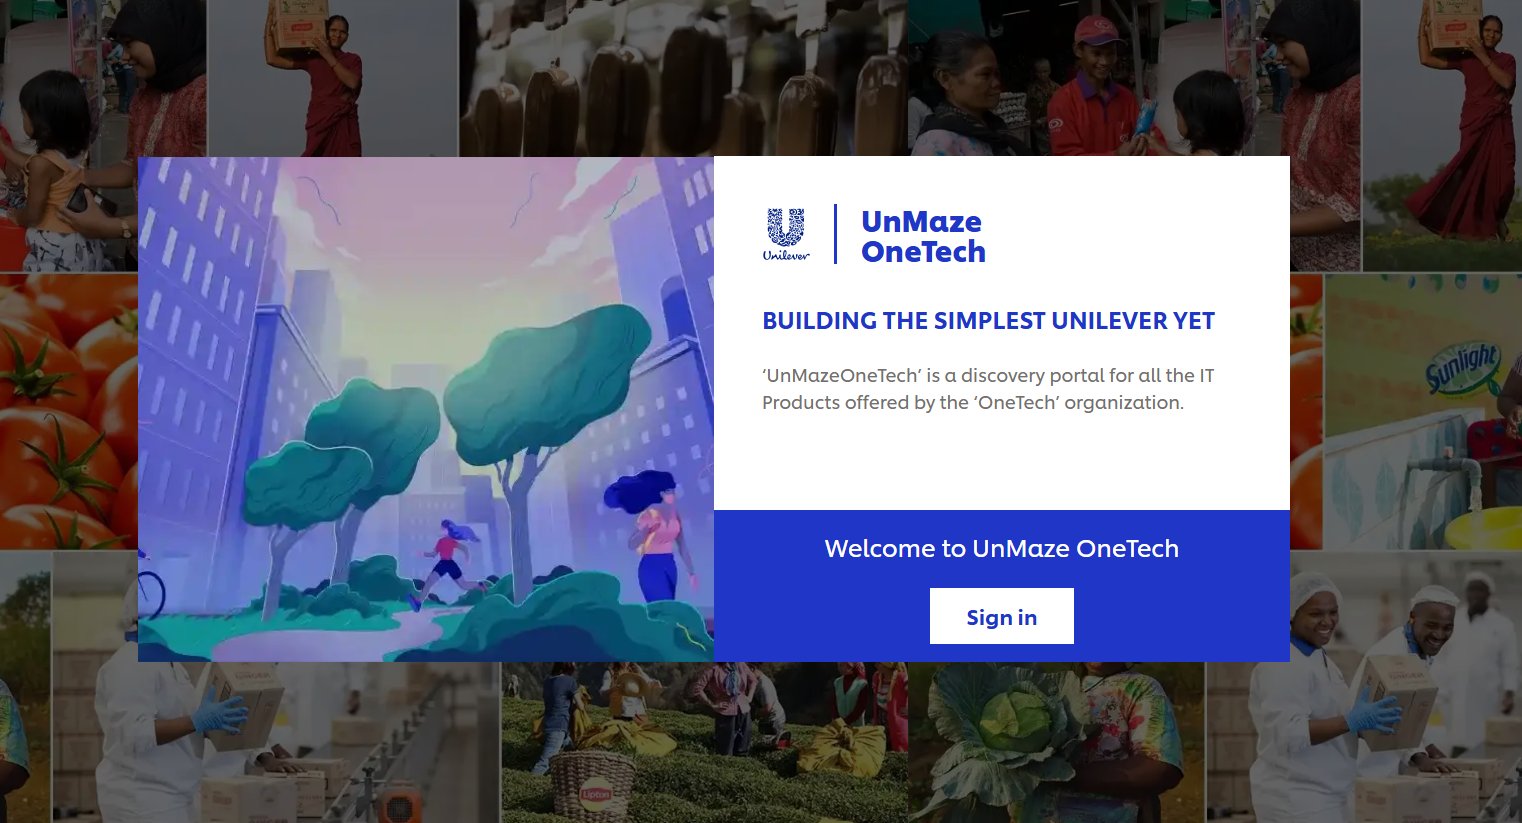 Unilever
UnMaze
OneTech
BUILDING THE SIMPLEST UNILEVER YET
‘UnMazeOneTech’ is a discovery portal for all the IT
Products offered by the ‘OneTech’ organization.
Welcome to UnMaze OneTech
Sign in
Sunlight
Lipton